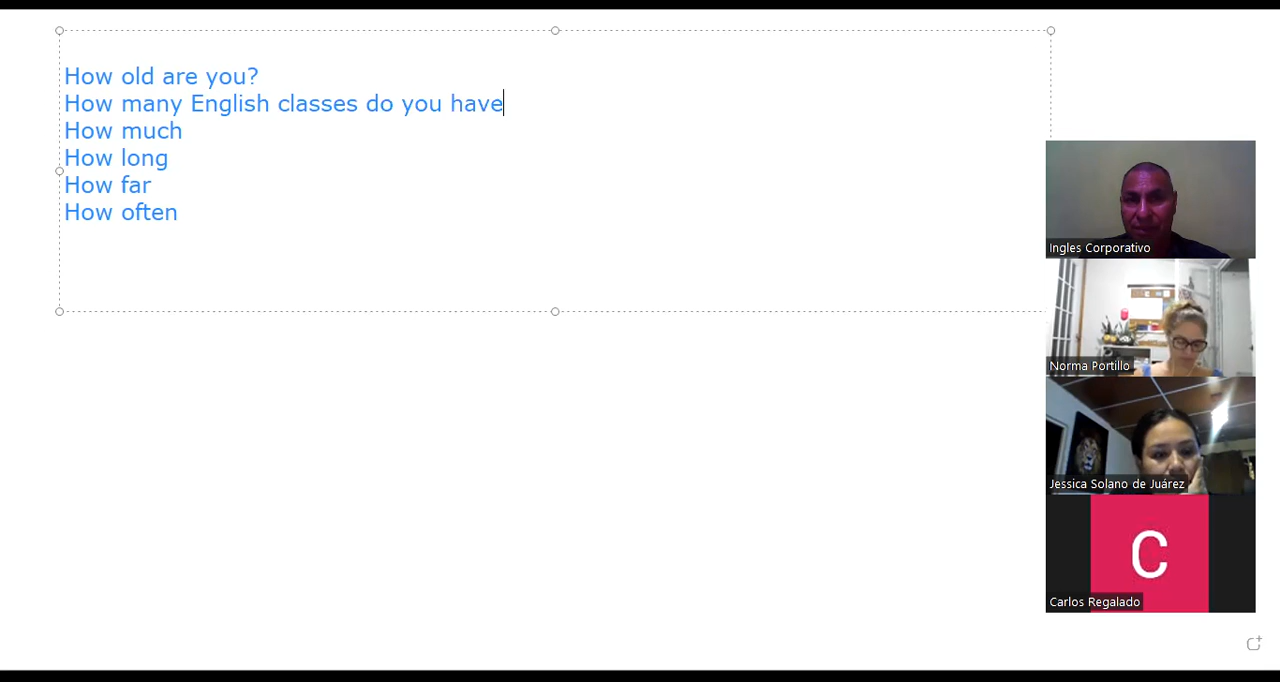 How old are you?
How many English classes do you have
How much
How long
How far
How often
Ingles Corporativo
Norma Portillo
Jessica Solano de Juárez
C
Carlos Regalado